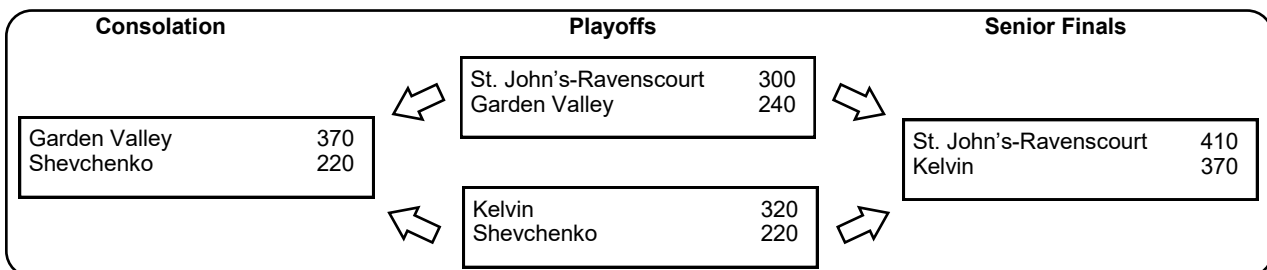 Consolation Playoffs Senior Finals
St. John's-Ravenscourt 300
Garden Valley 240
Garden Valley 370
Shevchenko 220
St. John's-Ravenscourt 410
Kelvin 370
Kelvin 320
Shevchenko 220